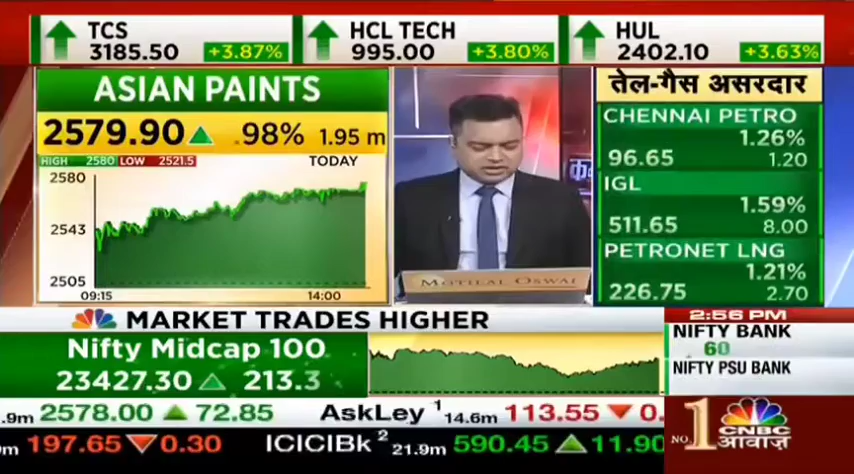 TCS
3185.50 +3.87%
HCL TECH
995.00 +3.80%
HUL
2402.10 +3.63%
ASIAN PAINTS
2579.90 .98% 1.95 m
HIGH 2580 LOW 2521.5 TODAY
2580
2543
2505
09:15 14:00
MOTILAL OSWAL
तेल-गैस असरदार
CHENNAI PETRO
1.26%
96.65 1.20
IGL
1.59%
511.65 8.00
PETRONET LNG
1.21%
226.75 2.70
MARKET TRADES HIGHER
2:56 PM
Nifty Midcap 100
23427.30 213.3
NIFTY BANK
60
NIFTY PSU BANK
.9m 2578.00 72.85 AskLey 1 14.6m 113.55 0.
m 197.65 0.30 ICICIBk 2 21.9m 590.45 11.90
NO. 1 CNBC
आवाज़